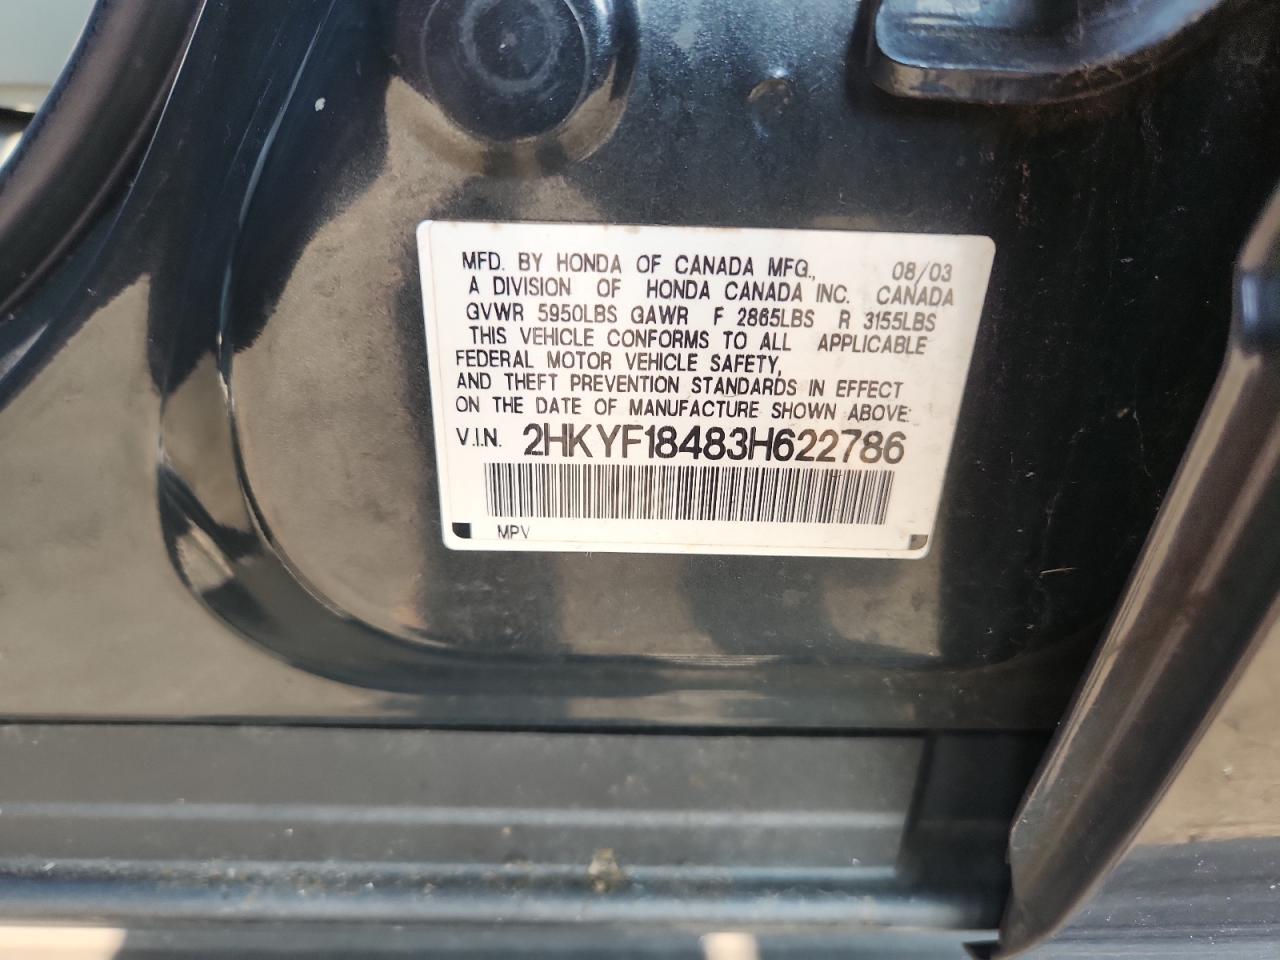 MFD. BY HONDA OF CANADA MFG., 08/03
A DIVISION OF HONDA CANADA INC. CANADA
GVWR 5950LBS GAWR F 2865LBS R 3155LBS
THIS VEHICLE CONFORMS TO ALL APPLICABLE
FEDERAL MOTOR VEHICLE SAFETY,
AND THEFT PREVENTION STANDARDS IN EFFECT
ON THE DATE OF MANUFACTURE SHOWN ABOVE:
V.I.N. 2HKYF18483H622786
MPV